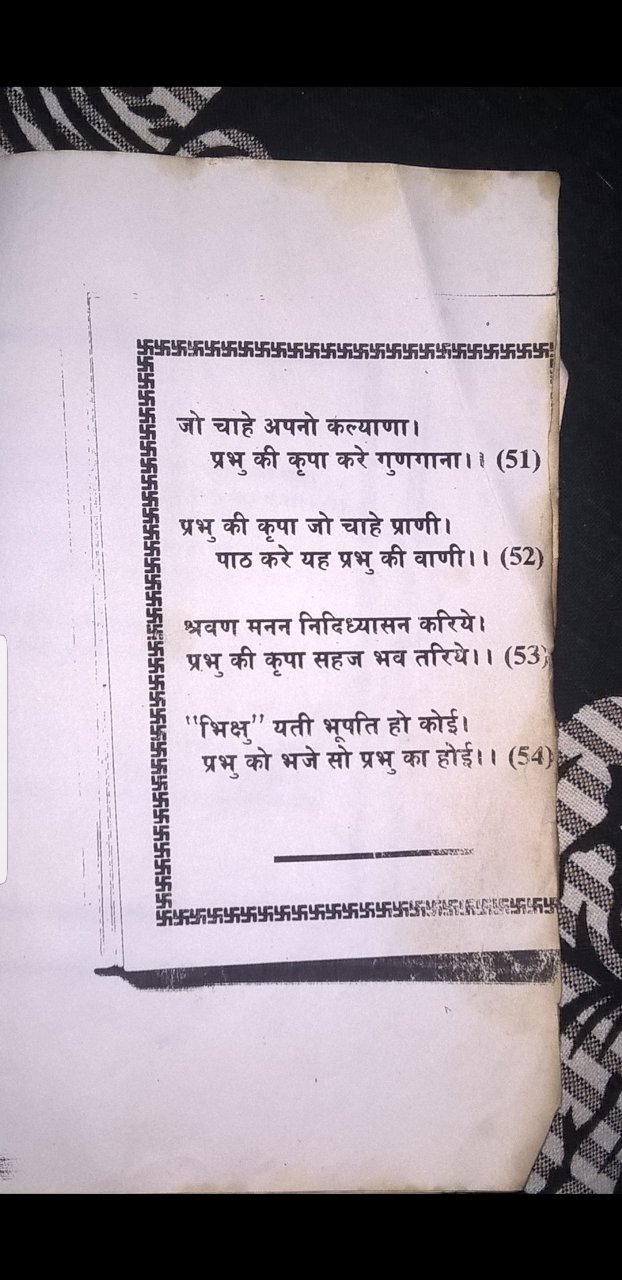 जो चाहे अपनो कल्याणा।
प्रभु की कृपा करे गुणगाना।। (51)
प्रभु की कृपा जो चाहे प्राणी।
पाठ करे यह प्रभु की वाणी।। (52)
श्रवण मनन निदिध्यासन करिये।
प्रभु की कृपा सहज भव तरिये।। (53)
''भिक्षु'' यती भूपति हो कोई।
प्रभु को भजे सो प्रभु का होई।। (54)